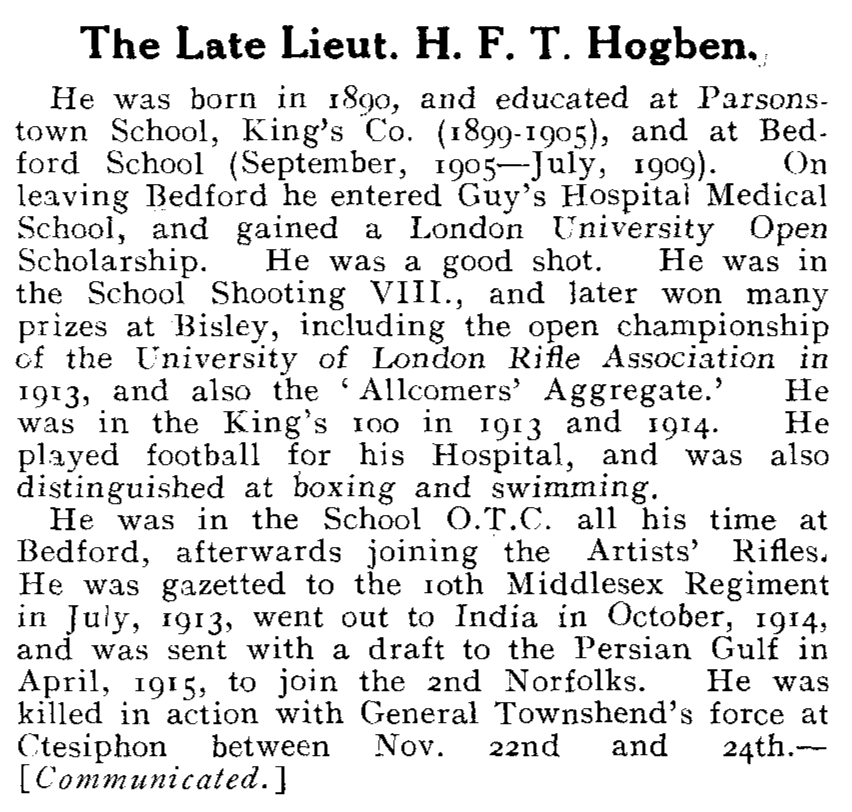 The Late Lieut. H. F. T. Hogben.
He was born in 1890, and educated at Parsons-
town School, King's Co. (1899-1905), and at Bed-
ford School (September, 1905—July, 1909). On
leaving Bedford he entered Guy's Hospital Medical
School, and gained a London University Open
Scholarship. He was a good shot. He was in
the School Shooting VIII., and later won many
prizes at Bisley, including the open championship
of the University of London Rifle Association in
1913, and also the ‘Allcomers’ Aggregate.’ He
was in the King's 100 in 1913 and 1914. He
played football for his Hospital, and was also
distinguished at boxing and swimming.
He was in the School O.T.C. all his time at
Bedford, afterwards joining the Artists' Rifles.
He was gazetted to the 10th Middlesex Regiment
in July, 1913, went out to India in October, 1914,
and was sent with a draft to the Persian Gulf in
April, 1915, to join the 2nd Norfolks. He was
killed in action with General Townshend's force at
Ctesiphon between Nov. 22nd and 24th.—
[Communicated.]